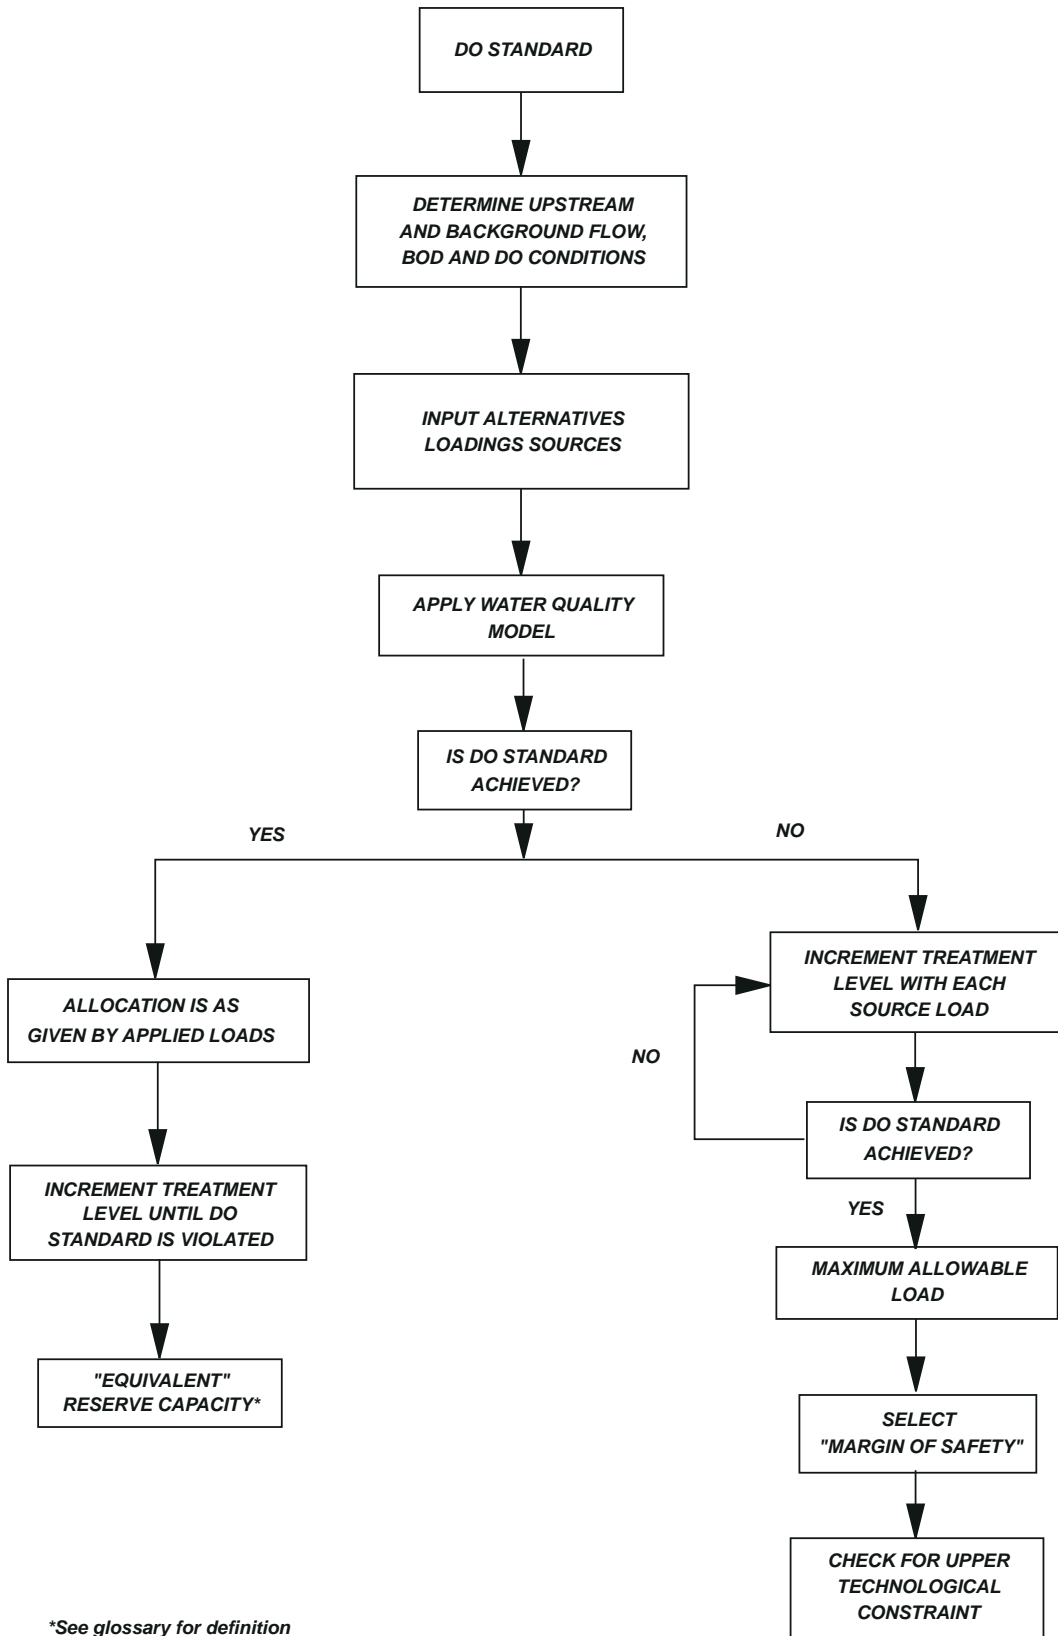 DO STANDARD
DETERMINE UPSTREAM
AND BACKGROUND FLOW,
BOD AND DO CONDITIONS
INPUT ALTERNATIVES
LOADINGS SOURCES
APPLY WATER QUALITY
MODEL
IS DO STANDARD
ACHIEVED?
YES
NO
ALLOCATION IS AS
GIVEN BY APPLIED LOADS
INCREMENT TREATMENT
LEVEL UNTIL DO
STANDARD IS VIOLATED
"EQUIVALENT"
RESERVE CAPACITY*
INCREMENT TREATMENT
LEVEL WITH EACH
SOURCE LOAD
NO
IS DO STANDARD
ACHIEVED?
YES
MAXIMUM ALLOWABLE
LOAD
SELECT
"MARGIN OF SAFETY"
CHECK FOR UPPER
TECHNOLOGICAL
CONSTRAINT
*See glossary for definition